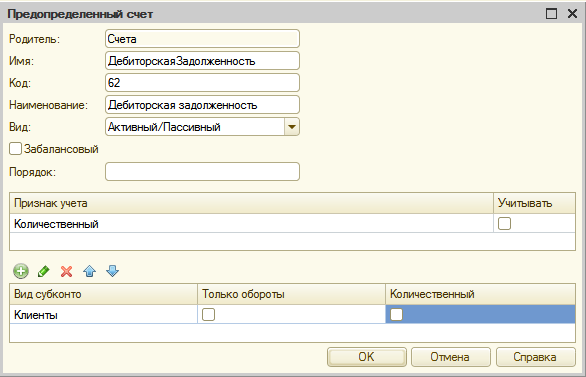 Предопределенный счет
Родитель: Счета
Имя: ДебиторскаяЗадолженность
Код: 62
Наименование: Дебиторская задолженность
Вид: Активный/Пассивный
Забалансовый
Порядок:
Признак учета Учитывать
Количественный
Вид субконто Только обороты Количественный
Клиенты
OK Отмена Справка